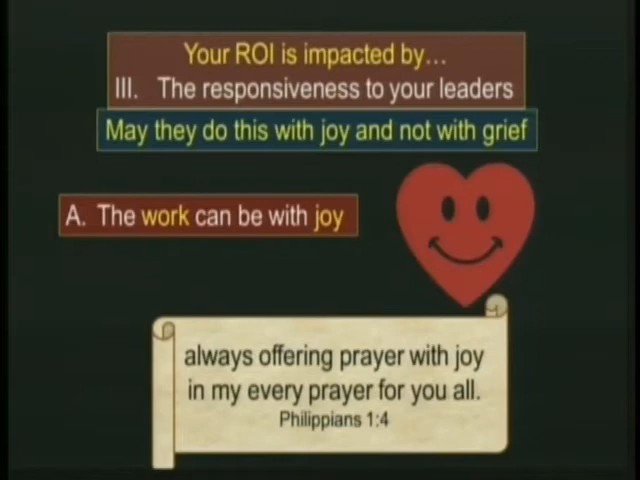 Your ROI is impacted by…
III. The responsiveness to your leaders
May they do this with joy and not with grief
A. The work can be with joy
always offering prayer with joy
in my every prayer for you all.
Philippians 1:4